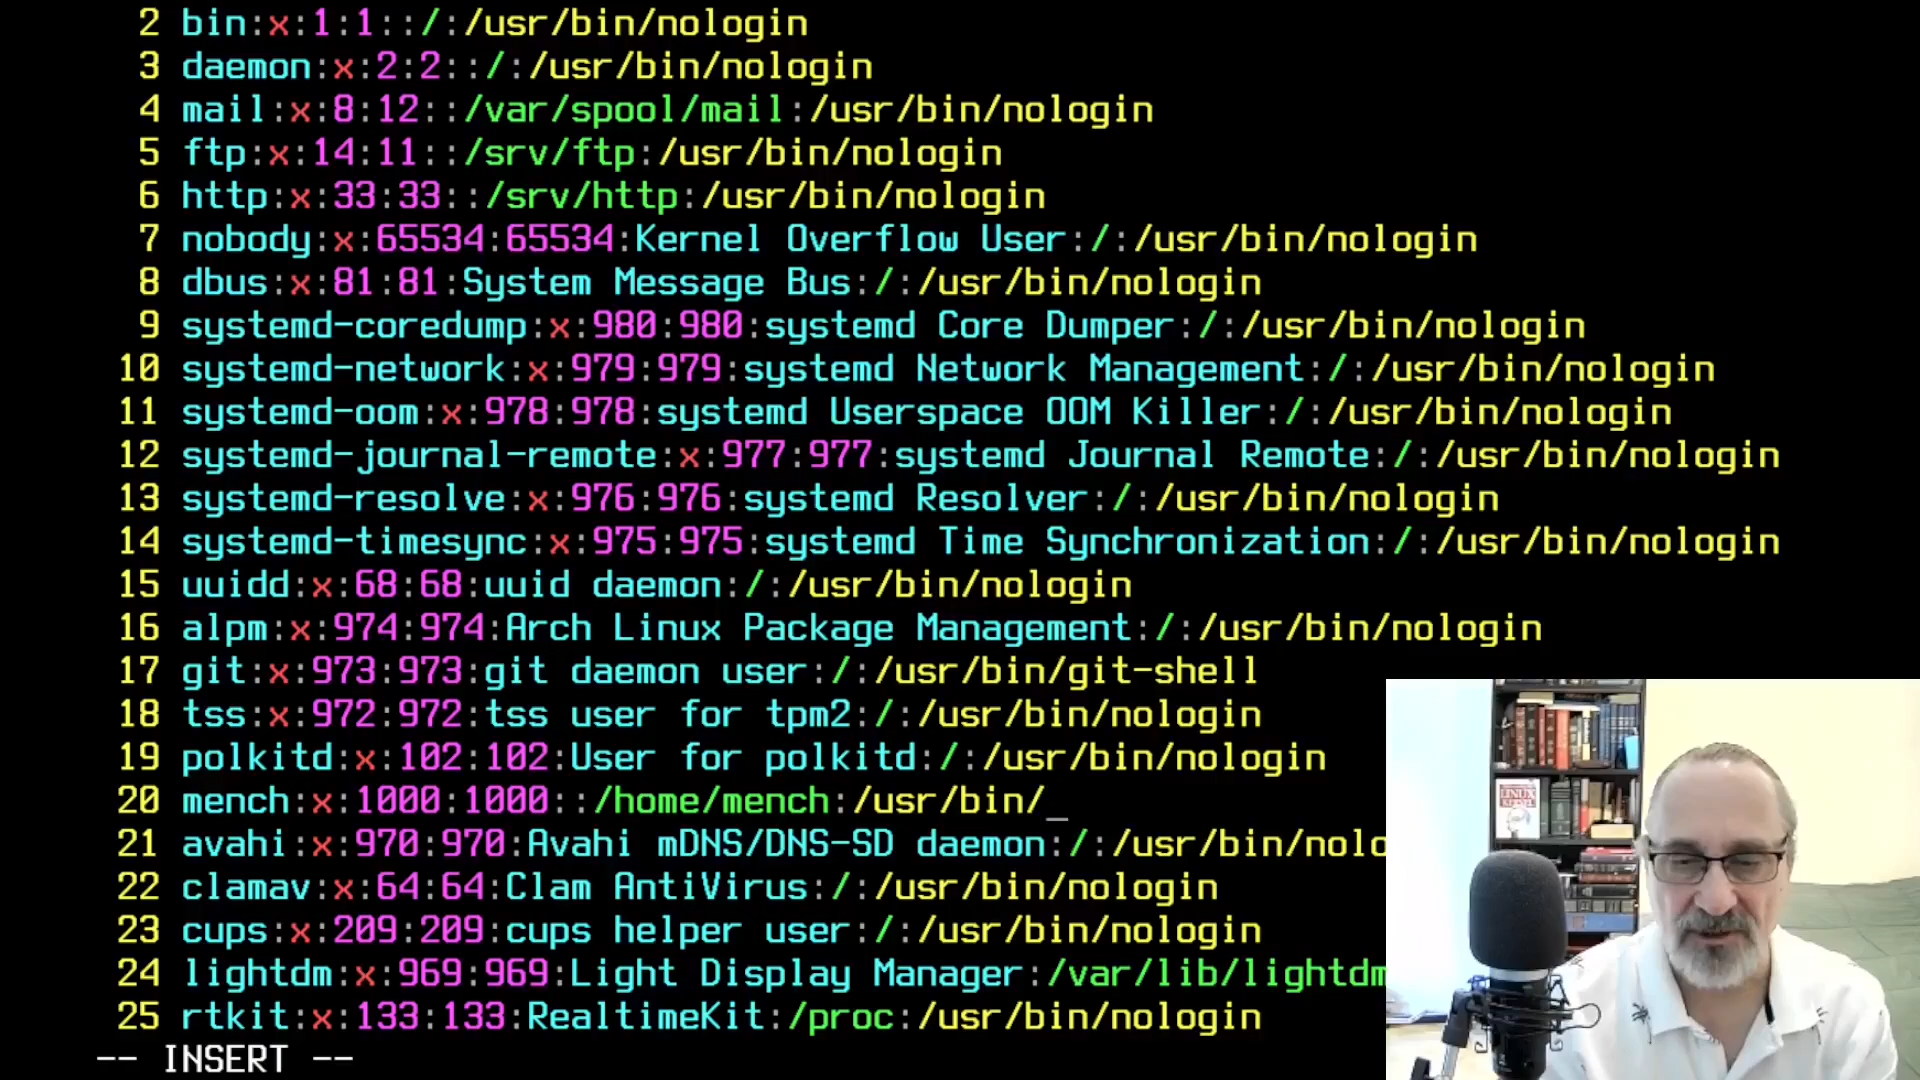 2 bin:x:1:1::/:/usr/bin/nologin
3 daemon:x:2:2::/:/usr/bin/nologin
4 mail:x:8:12::/var/spool/mail:/usr/bin/nologin
5 ftp:x:14:11::/srv/ftp:/usr/bin/nologin
6 http:x:33:33::/srv/http:/usr/bin/nologin
7 nobody:x:65534:65534:Kernel Overflow User:/:/usr/bin/nologin
8 dbus:x:81:81:System Message Bus:/:/usr/bin/nologin
9 systemd-coredump:x:980:980:systemd Core Dumper:/:/usr/bin/nologin
10 systemd-network:x:979:979:systemd Network Management:/:/usr/bin/nologin
11 systemd-oom:x:978:978:systemd Userspace OOM Killer:/:/usr/bin/nologin
12 systemd-journal-remote:x:977:977:systemd Journal Remote:/:/usr/bin/nologin
13 systemd-resolve:x:976:976:systemd Resolver:/:/usr/bin/nologin
14 systemd-timesync:x:975:975:systemd Time Synchronization:/:/usr/bin/nologin
15 uuidd:x:68:68:uuid daemon:/:/usr/bin/nologin
16 alpm:x:974:974:Arch Linux Package Management:/:/usr/bin/nologin
17 git:x:973:973:git daemon user:/:/usr/bin/git-shell
18 tss:x:972:972:tss user for tpm2:/:/usr/bin/nologin
19 polkitd:x:102:102:User for polkitd:/:/usr/bin/nologin
20 mench:x:1000:1000::/home/mench:/usr/bin/_
21 avahi:x:970:970:Avahi mDNS/DNS-SD daemon:/:/usr/bin/nolo
22 clamav:x:64:64:Clam AntiVirus:/:/usr/bin/nologin
23 cups:x:209:209:cups helper user:/:/usr/bin/nologin
24 lightdm:x:969:969:Light Display Manager:/var/lib/lightdm
25 rtkit:x:133:133:RealtimeKit:/proc:/usr/bin/nologin
-- INSERT --
LINUX
KERNEL